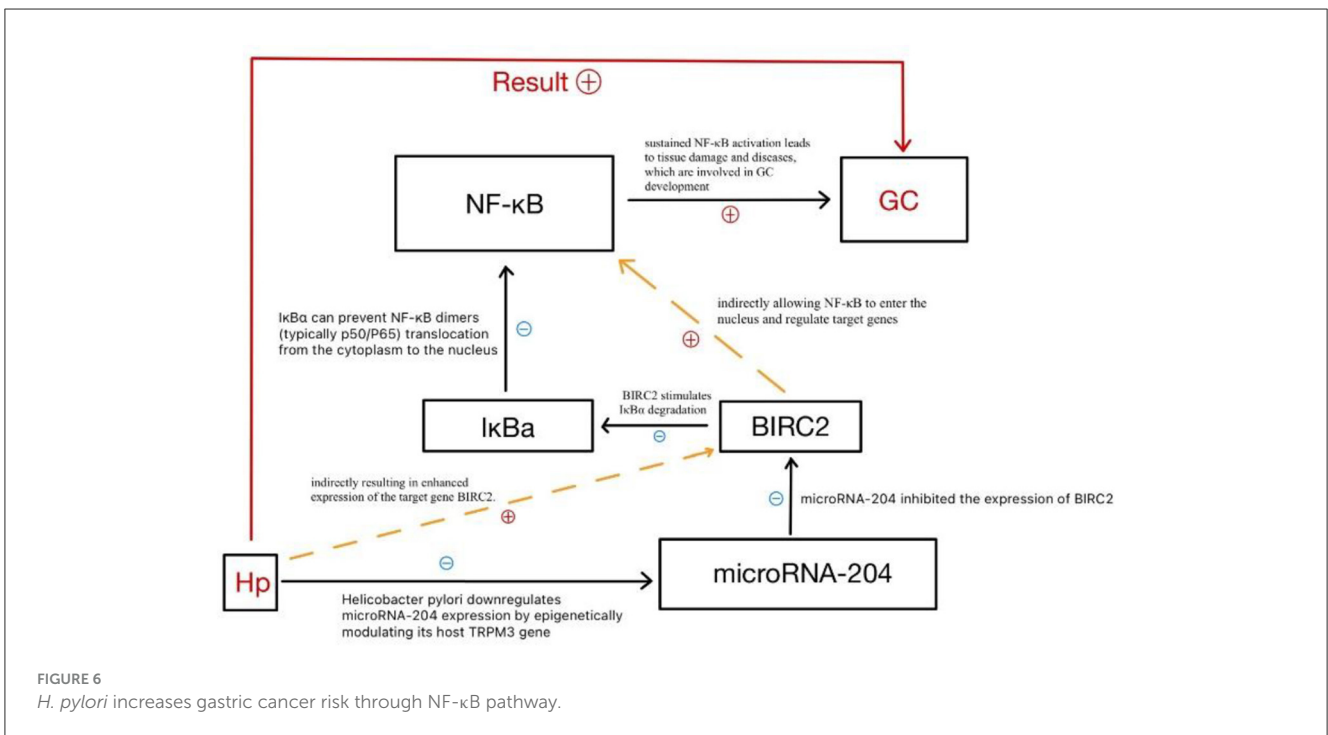 Result ⊕
sustained NF-κB activation leads
to tissue damage and diseases,
which are involved in GC
development
NF-κB
⊕
GC
IκBα can prevent NF-κB dimers
(typically p50/P65) translocation
from the cytoplasm to the nucleus
⊖
indirectly allowing NF-κB to enter the
nucleus and regulate target genes
⊕
BIRC2 stimulates
IκBα degradation
IκBa
⊖
BIRC2
indirectly resulting in enhanced
expression of the target gene BIRC2.
⊕
⊖
microRNA-204 inhibited the expression of BIRC2
Hp
⊖
microRNA-204
Helicobacter pylori downregulates
microRNA-204 expression by epigenetically
modulating its host TRPM3 gene
FIGURE 6
H. pylori increases gastric cancer risk through NF-κB pathway.